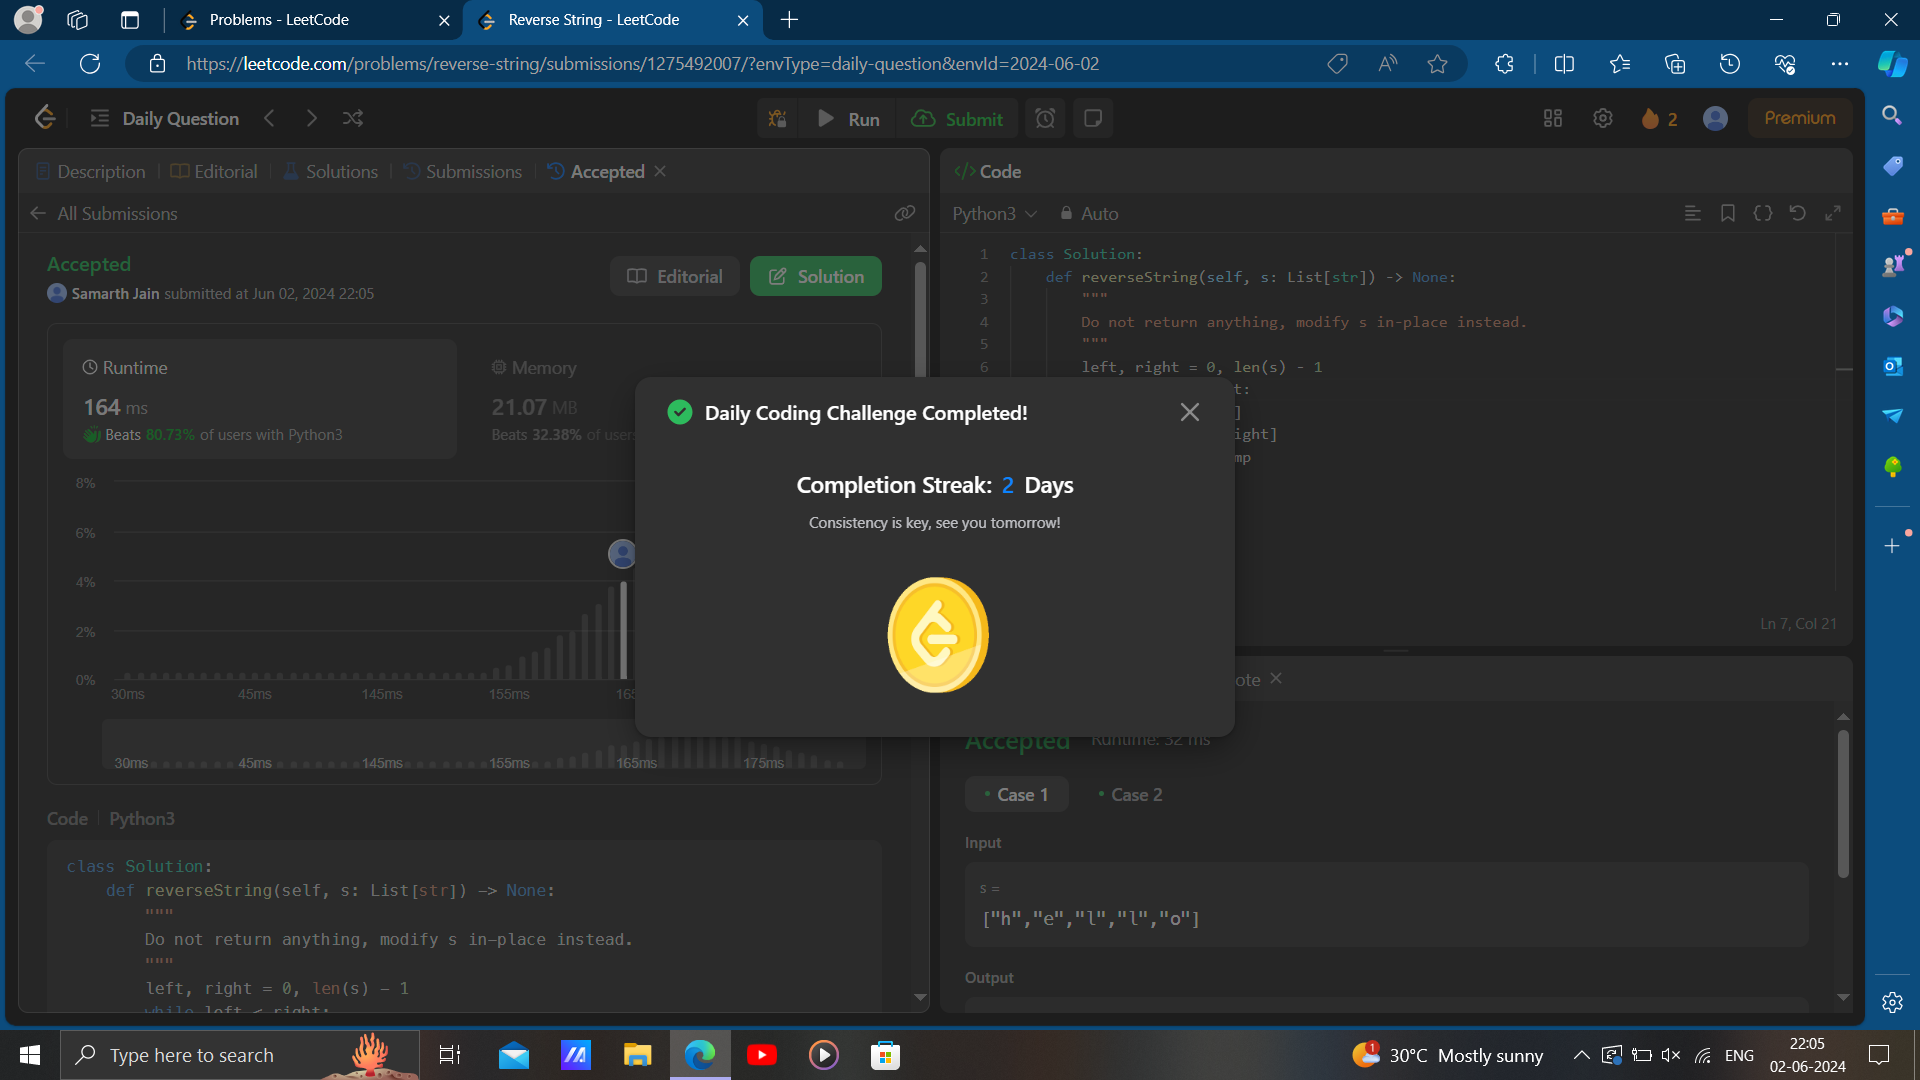 Problems - LeetCode
Reverse String - LeetCode
https://leetcode.com/problems/reverse-string/submissions/1275492007/?envType=daily-question&envId=2024-06-02
Daily Question
Run
Submit
2
Premium
Description
Editorial
Solutions
Submissions
Accepted
All Submissions
Accepted
Samarth Jain submitted at Jun 02, 2024 22:05
Editorial
Solution
Runtime
164 ms
Beats 80.73% of users with Python3
Memory
21.07 MB
Beats 32.38% of users
8%
6%
4%
2%
0%
30ms 45ms 145ms 155ms 165
30ms 45ms 145ms 155ms 165ms 175ms
Code Python3
class Solution:
def reverseString(self, s: List[str]) -> None:
"""
Do not return anything, modify s in-place instead.
"""
left, right = 0, len(s) - 1
while left < right:
Daily Coding Challenge Completed!
Completion Streak: 2 Days
Consistency is key, see you tomorrow!
</> Code
Python3
Auto
1 class Solution:
2 def reverseString(self, s: List[str]) -> None:
3 """
4 Do not return anything, modify s in-place instead.
5 """
6 left, right = 0, len(s) - 1
t:
]
ight]
mp
Ln 7, Col 21
ote
Accepted Runtime: 32 ms
Case 1
Case 2
Input
s =
["h","e","l","l","o"]
Output
Type here to search
1
30°C Mostly sunny
ENG
22:05
02-06-2024